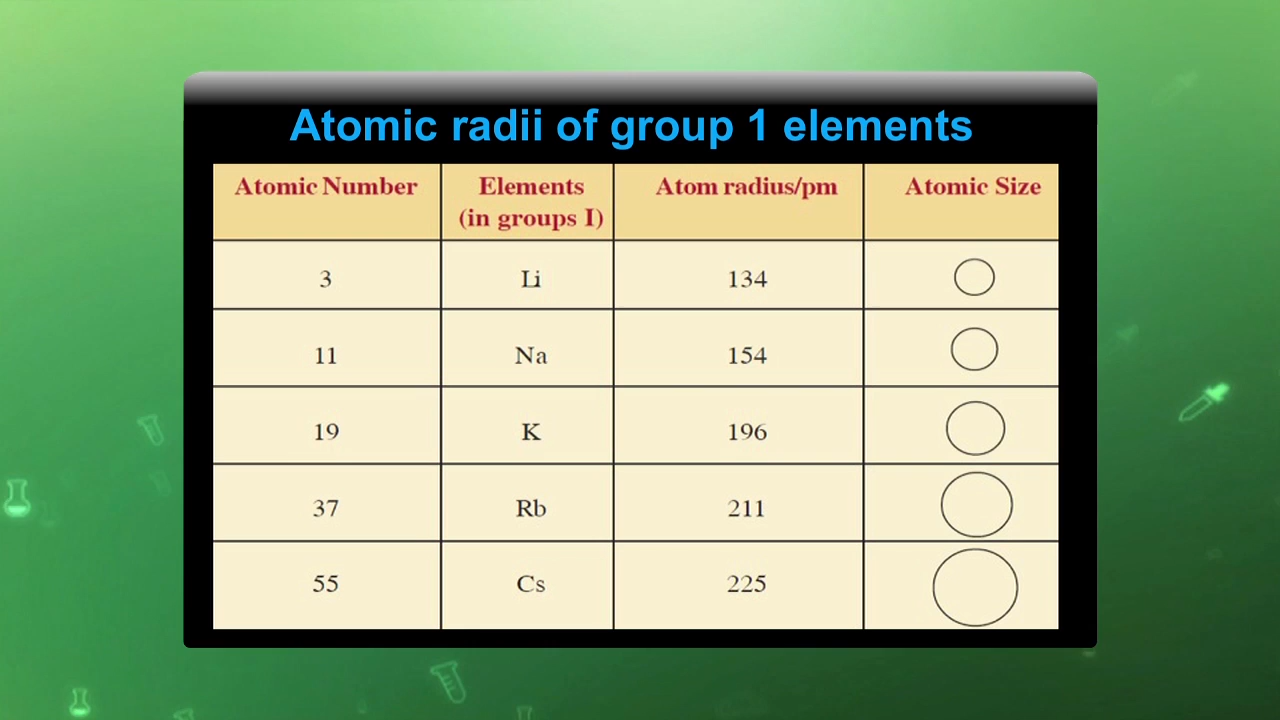 Atomic radii of group 1 elements
Atomic Number Elements (in groups I) Atom radius/pm Atomic Size
3 Li 134
11 Na 154
19 K 196
37 Rb 211
55 Cs 225